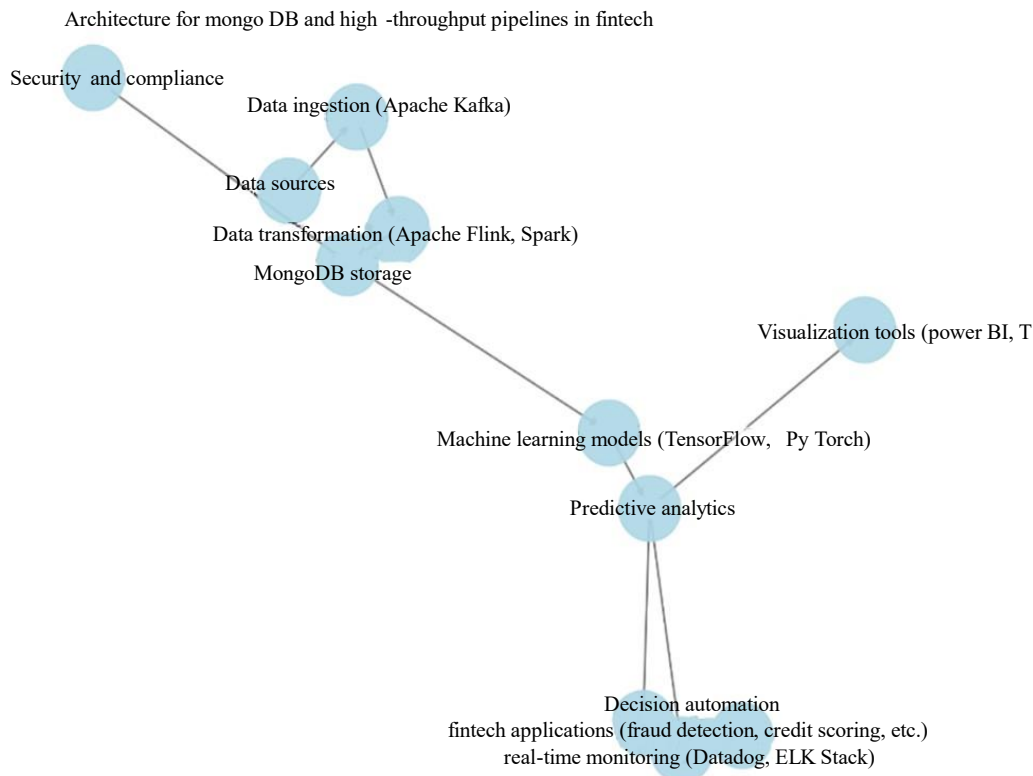 Architecture for mongo DB and high -throughput pipelines in fintech
Security and compliance
Data ingestion (Apache Kafka)
Data sources
Data transformation (Apache Flink, Spark)
MongoDB storage
Visualization tools (power BI, T
Machine learning models (TensorFlow, Py Torch)
Predictive analytics
Decision automation
fintech applications (fraud detection, credit scoring, etc.)
real-time monitoring (Datadog, ELK Stack)